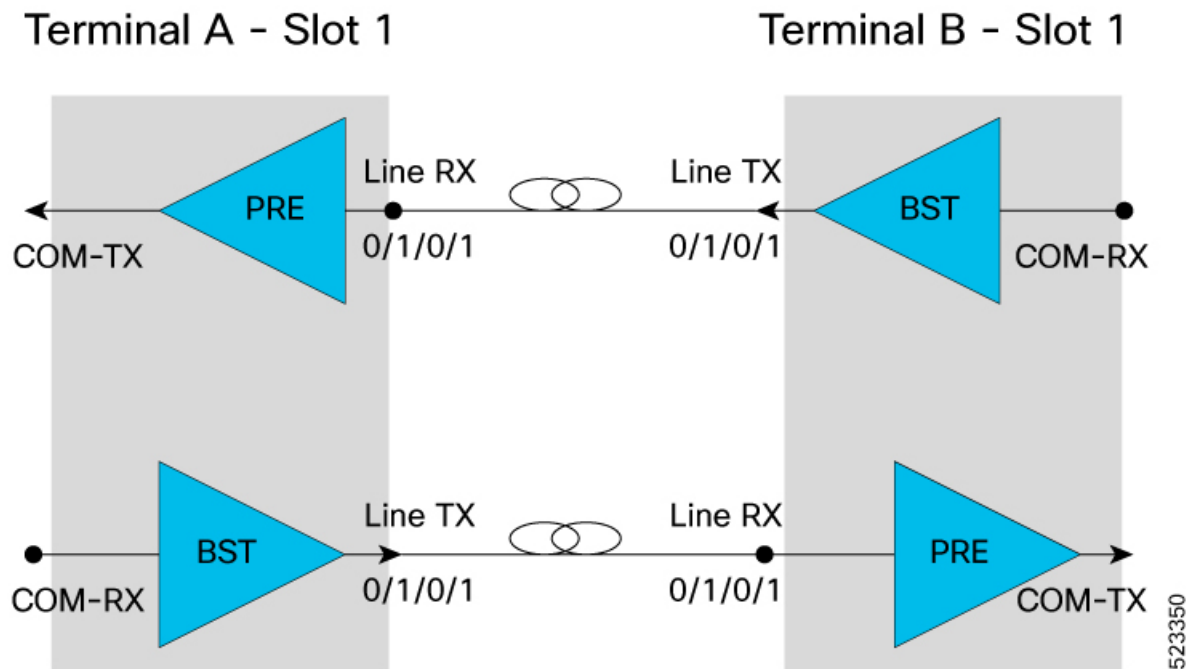 Terminal A - Slot 1
Terminal B - Slot 1
PRE
Line RX
0/1/0/1
COM-TX
Line TX
0/1/0/1
BST
COM-RX
COM-RX
BST
Line TX
0/1/0/1
Line RX
0/1/0/1
PRE
COM-TX
523350